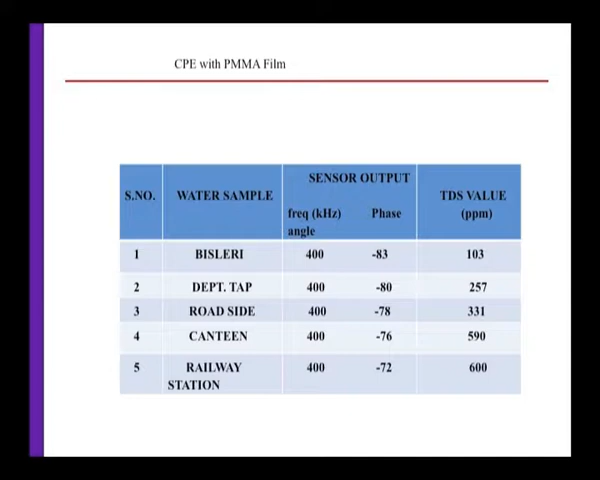 CPE with PMMA Film
SENSOR OUTPUT
S.NO. WATER SAMPLE TDS VALUE
freq (kHz) Phase (ppm)
angle
1 BISLERI 400 -83 103
2 DEPT. TAP 400 -80 257
3 ROAD SIDE 400 -78 331
4 CANTEEN 400 -76 590
5 RAILWAY 400 -72 600
STATION